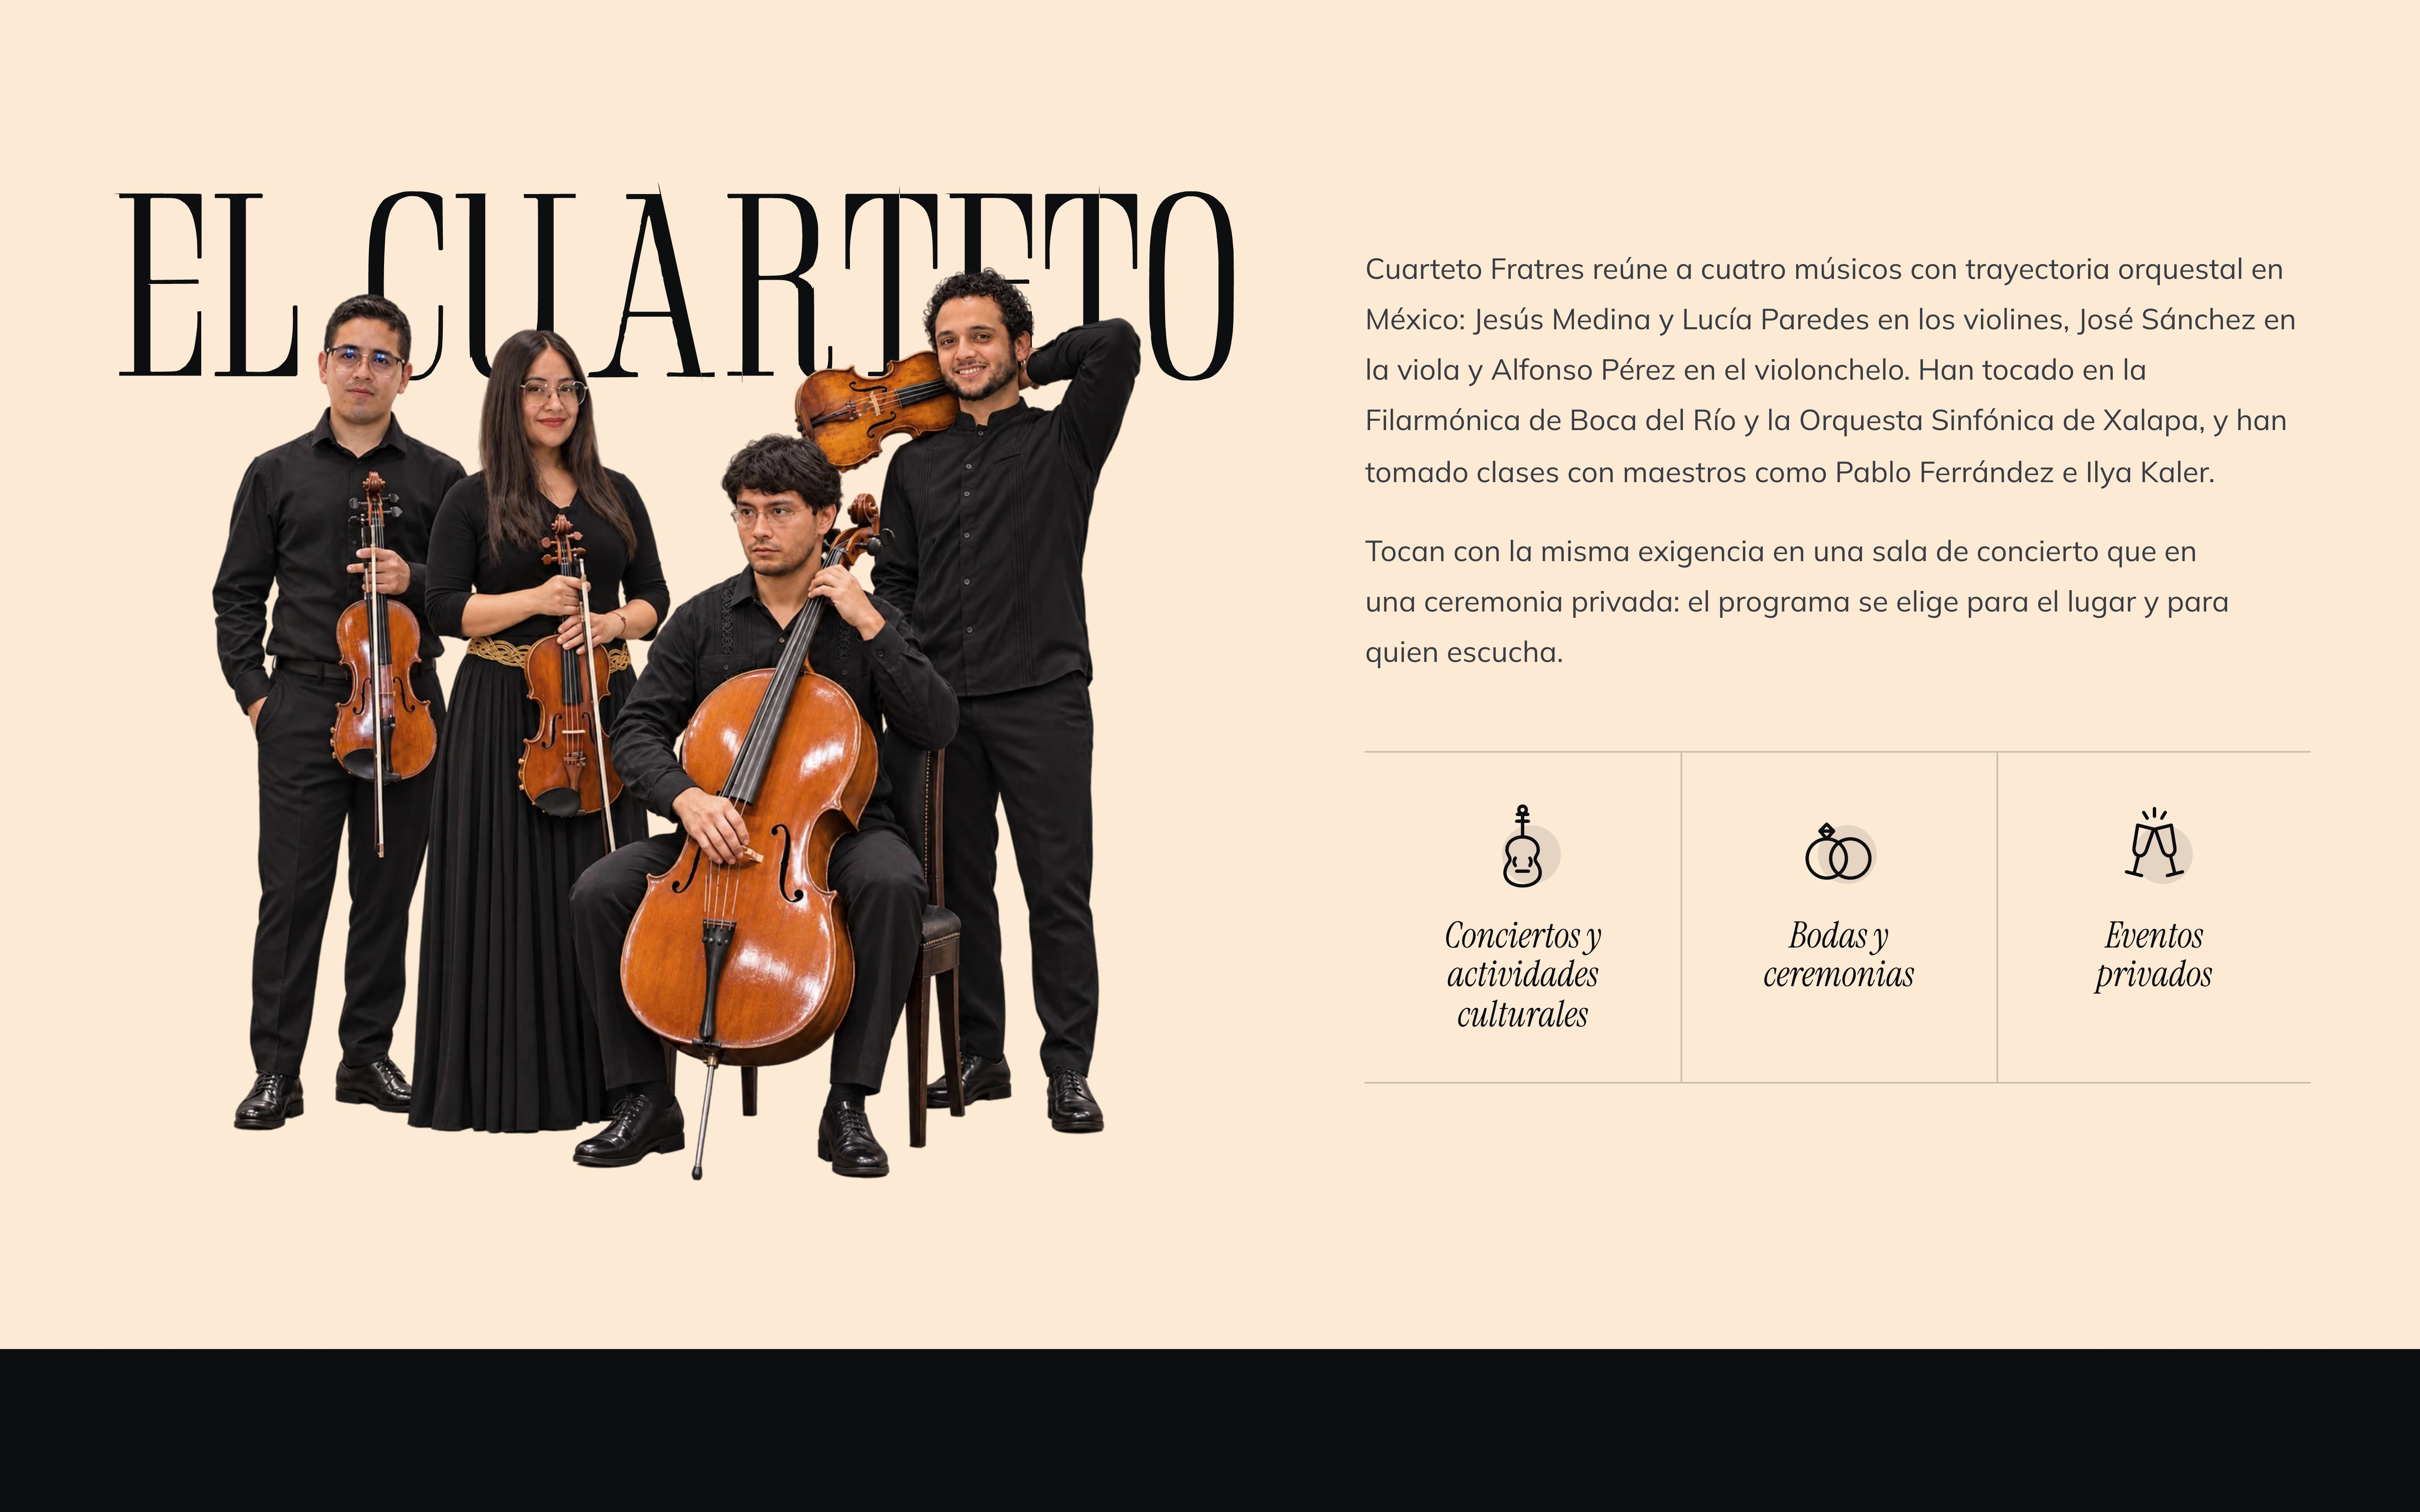 EL CUARTETO
Cuarteto Fratres reúne a cuatro músicos con trayectoria orquestal en
México: Jesús Medina y Lucía Paredes en los violines, José Sánchez en
la viola y Alfonso Pérez en el violonchelo. Han tocado en la
Filarmónica de Boca del Río y la Orquesta Sinfónica de Xalapa, y han
tomado clases con maestros como Pablo Ferrández e Ilya Kaler.
Tocan con la misma exigencia en una sala de concierto que en
una ceremonia privada: el programa se elige para el lugar y para
quien escucha.
Conciertos y
actividades
culturales
Bodas y
ceremonias
Eventos
privados